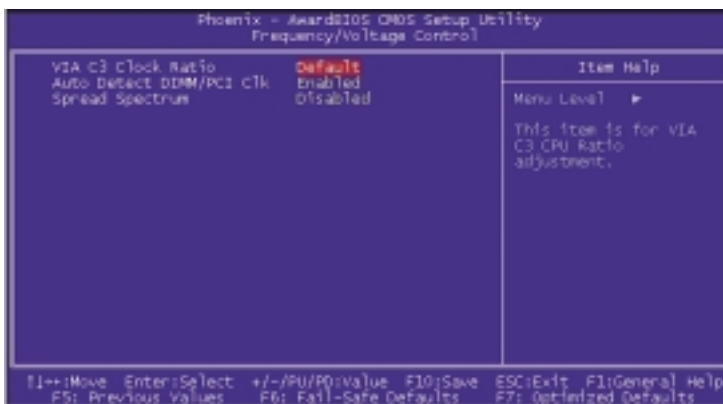 Phoenix - AwardBIOS CMOS Setup Utility
Frequency/Voltage Control
VIA C3 Clock Ratio Default
Auto Detect DIMM/PCI Clk Enabled
Spread Spectrum Disabled
Item Help
Menu Level ►
This item is for VIA
C3 CPU Ratio
adjustment.
↑↓→←:Move Enter:Select +/-/PU/PD:Value F10:Save ESC:Exit F1:General Help
F5: Previous Values F6: Fail-Safe Defaults F7: Optimized Defaults